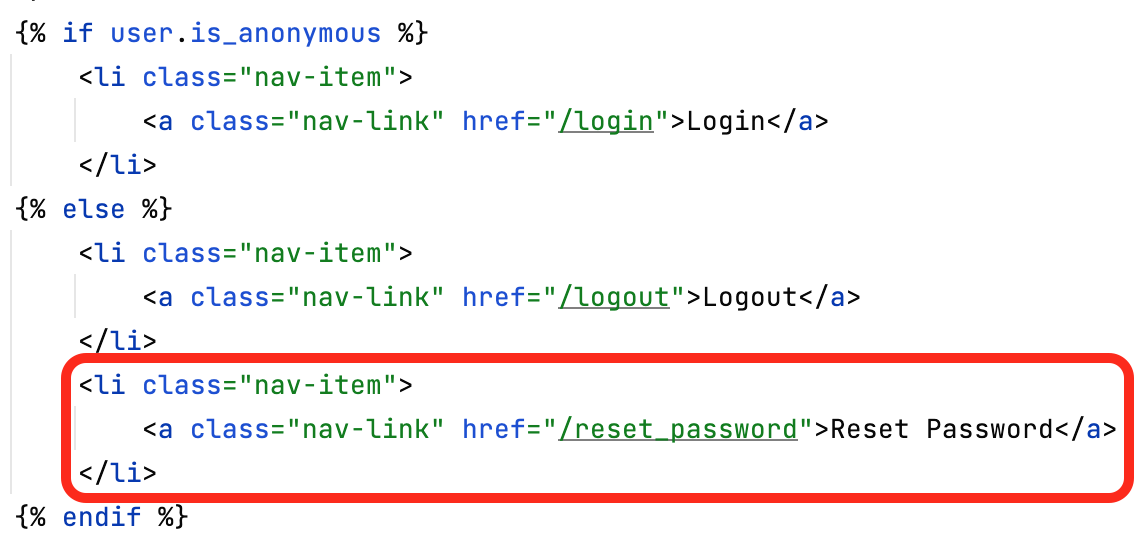 {% if user.is_anonymous %}
<li class="nav-item">
<a class="nav-link" href="/login">Login</a>
</li>
{% else %}
<li class="nav-item">
<a class="nav-link" href="/logout">Logout</a>
</li>
<li class="nav-item">
<a class="nav-link" href="/reset_password">Reset Password</a>
</li>
{% endif %}